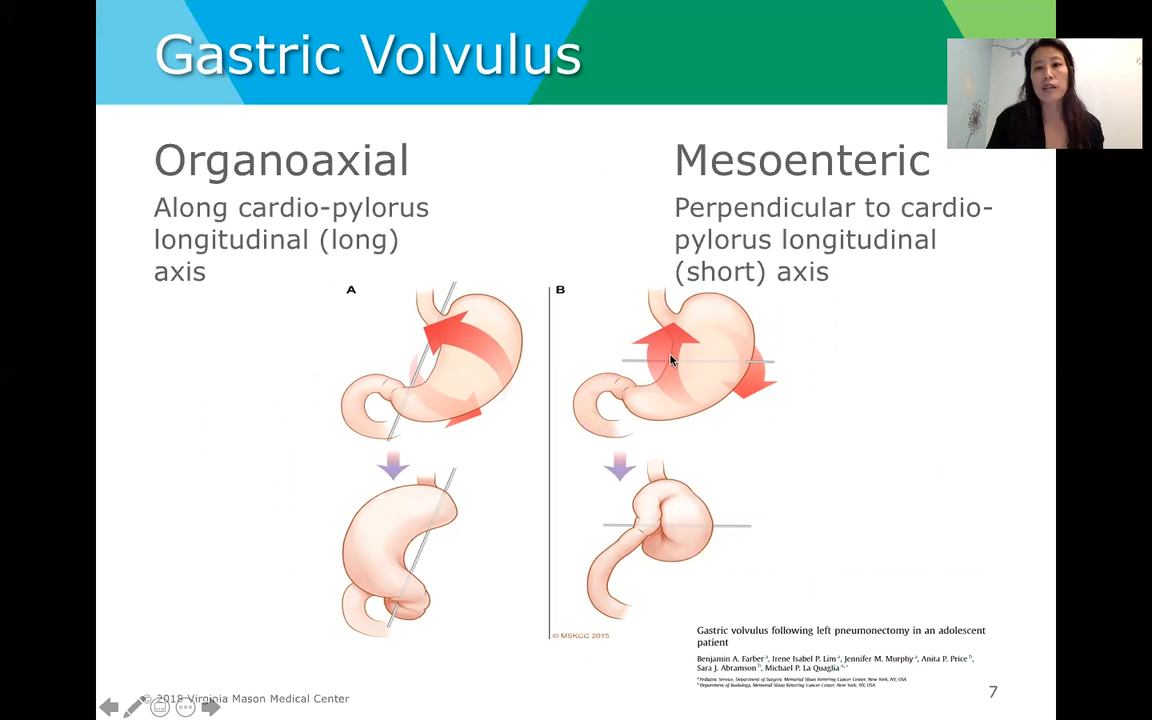 Gastric Volvulus
Organoaxial
Along cardio-pylorus
longitudinal (long)
axis
Mesoenteric
Perpendicular to cardio-
pylorus longitudinal
(short) axis
A
B
© MSKCC 2015
Gastric volvulus following left pneumonectomy in an adolescent
patient
Benjamin A. Farber a, Irene Isabel P. Lim a, Jennifer M. Murphy a, Anita P. Price b,
Sara J. Abramson b, Michael P. La Quaglia a,*
a Pediatric Service, Department of Surgery, Memorial Sloan Kettering Cancer Center, New York, NY, USA
b Department of Radiology, Memorial Sloan Kettering Cancer Center, New York, NY, USA
© 2018 Virginia Mason Medical Center
7